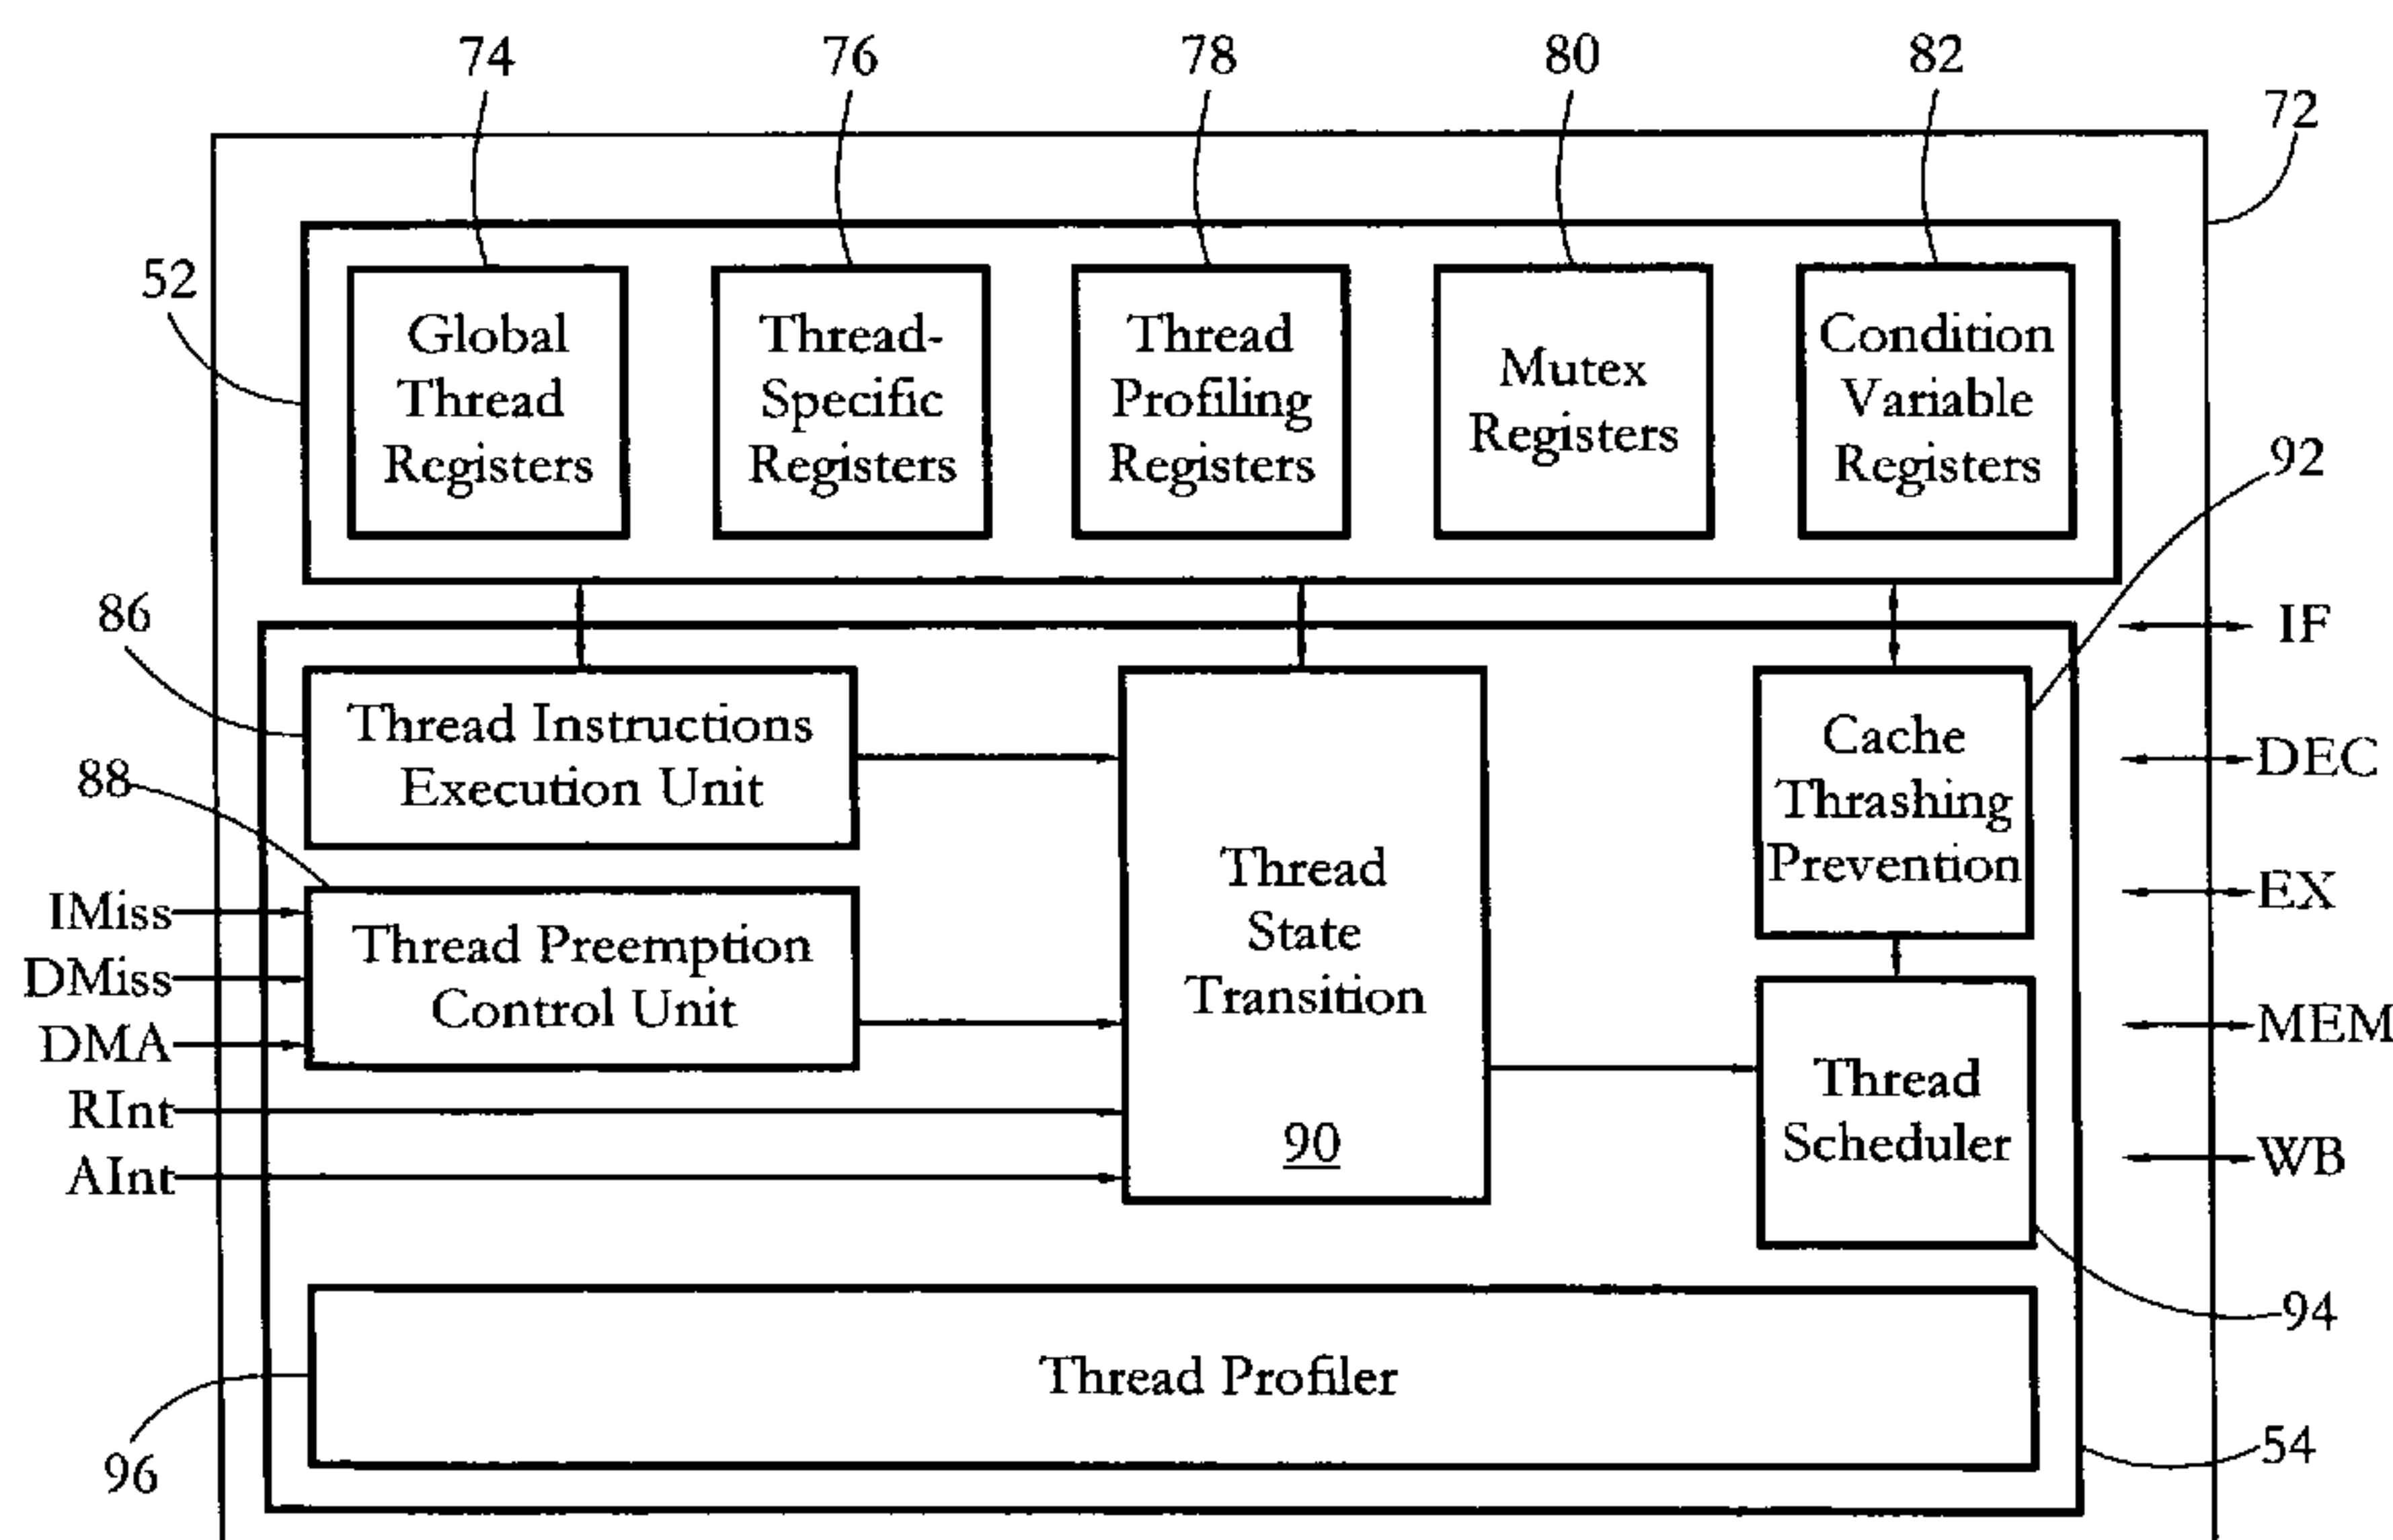 74
76
78
80
82
72
52
Global
Thread
Registers
Thread-
Specific
Registers
Thread
Profiling
Registers
Mutex
Registers
Condition
Variable
Registers
92
86
IF
Thread Instructions
Execution Unit
88
DEC
Cache
Thrashing
Prevention
EX
IMiss
DMiss
DMA
RInt
AInt
Thread Preemption
Control Unit
Thread
State
Transition
90
MEM
Thread
Scheduler
WB
94
Thread Profiler
96
54